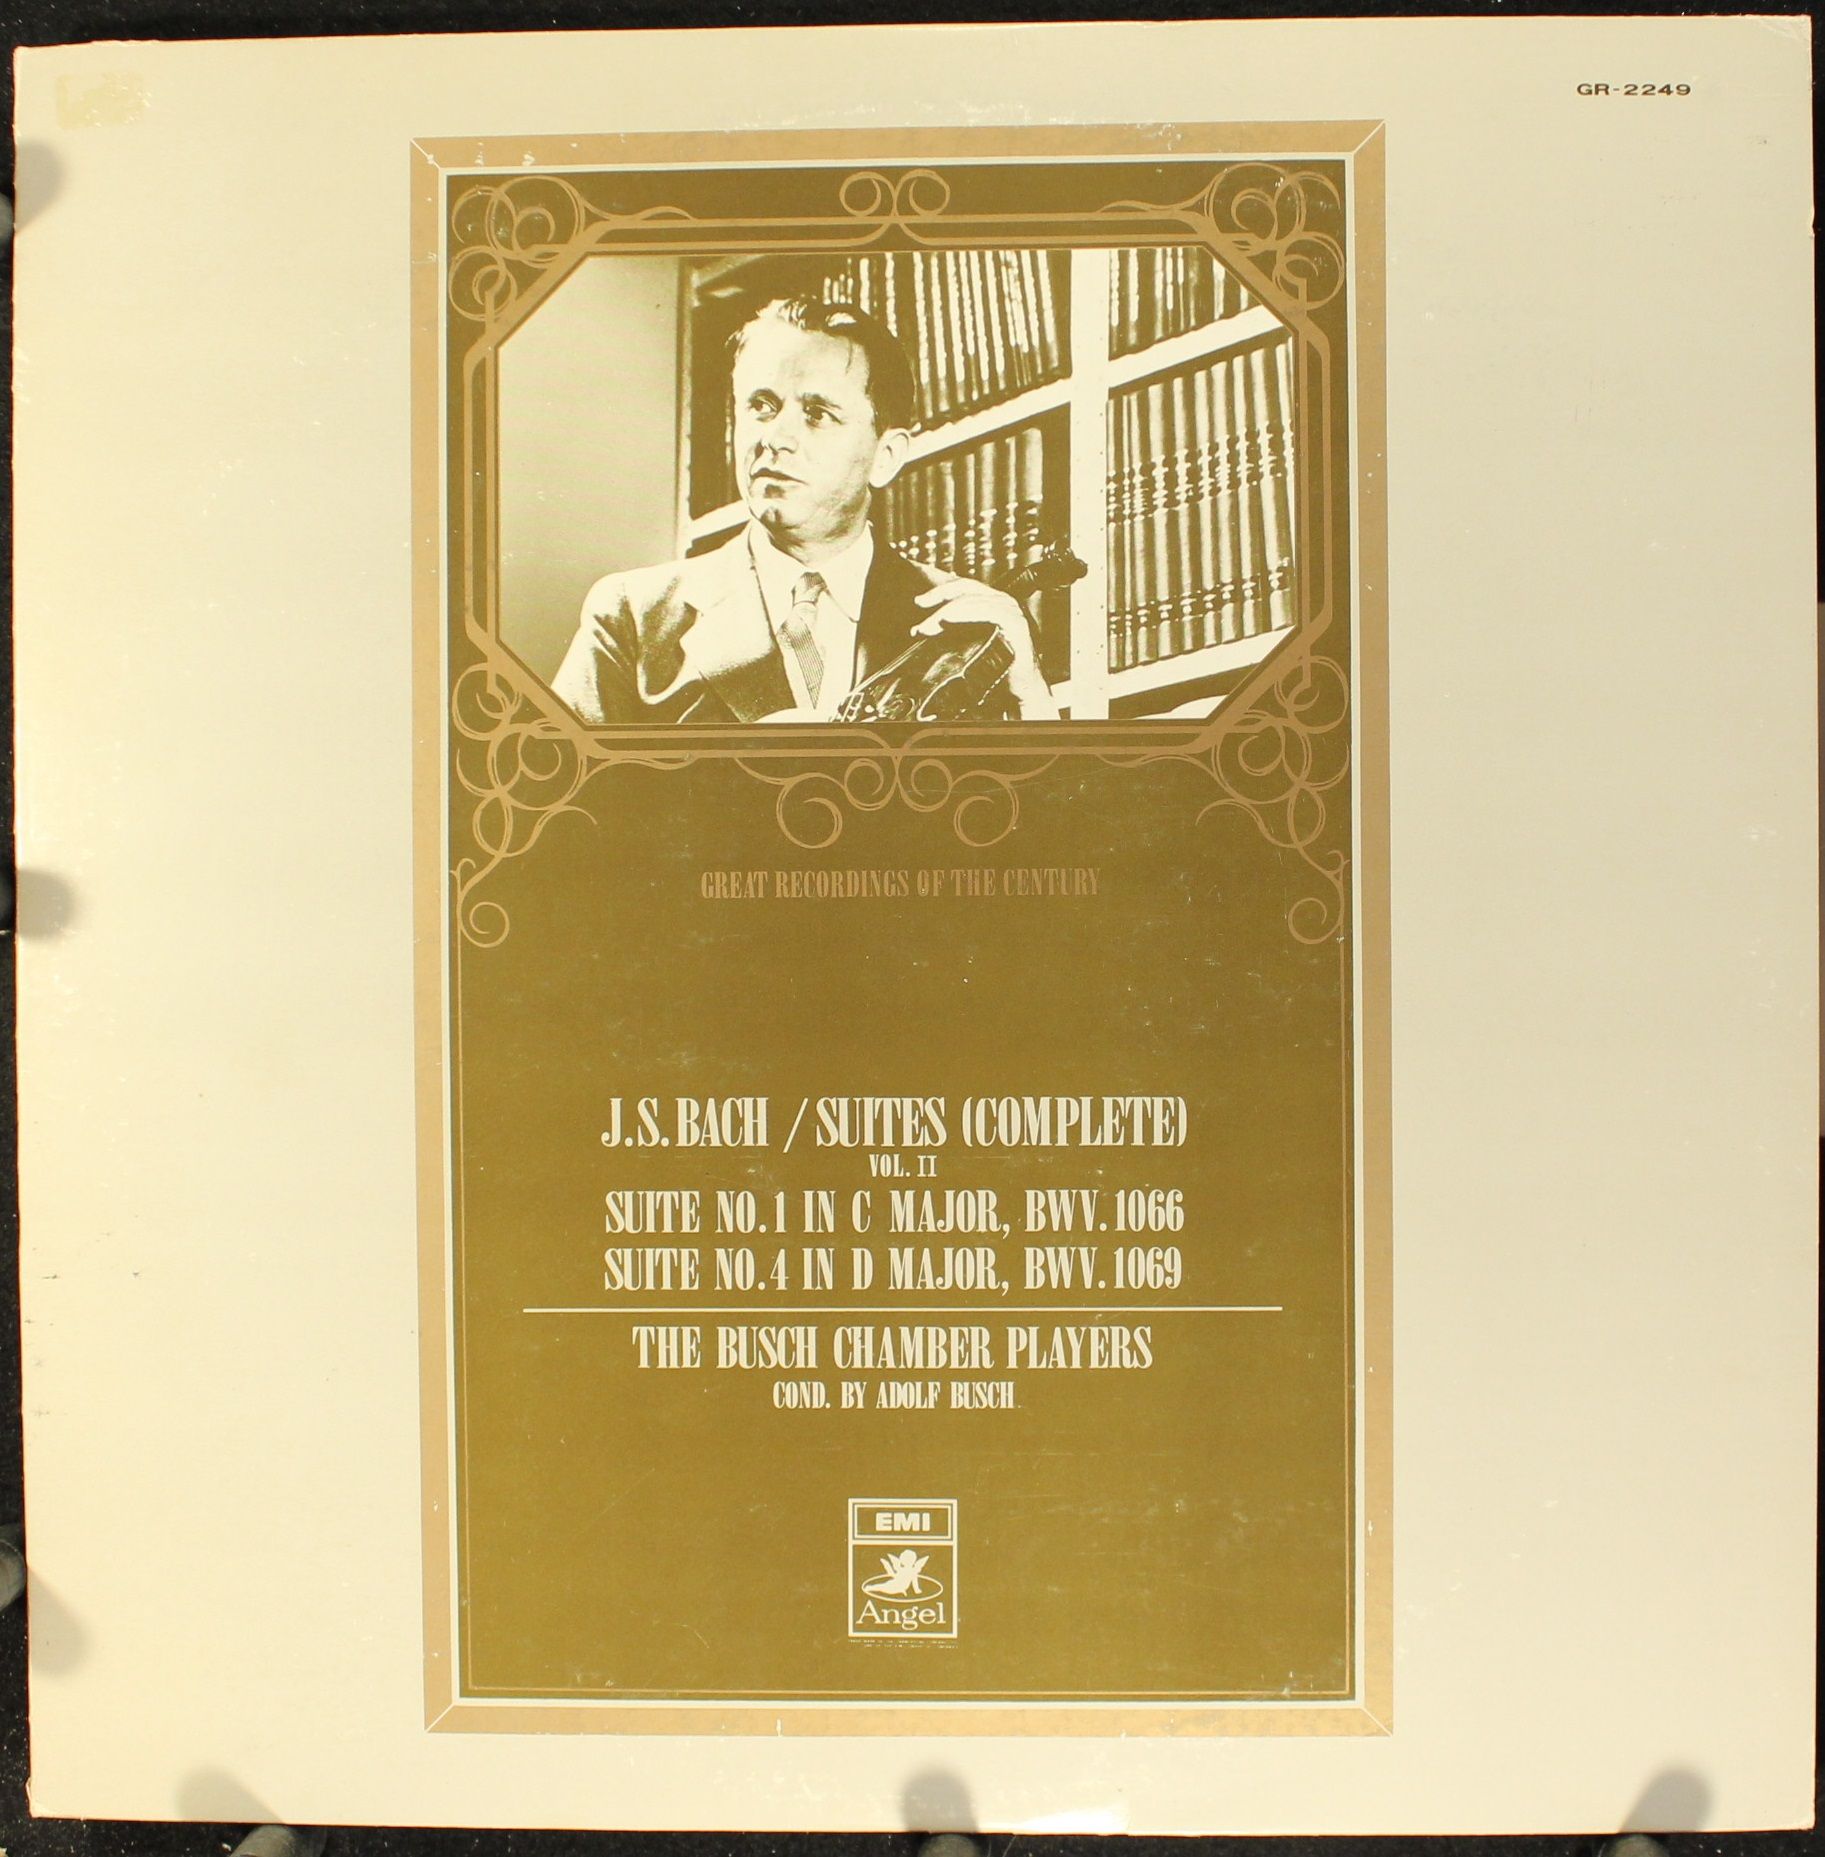 GR-2249
GREAT RECORDINGS OF THE CENTURY
J.S. BACH / SUITES (COMPLETE)
VOL. II
SUITE NO. 1 IN C MAJOR, BWV. 1066
SUITE NO. 4 IN D MAJOR, BWV. 1069
THE BUSCH CHAMBER PLAYERS
COND. BY ADOLF BUSCH
EMI
Angel